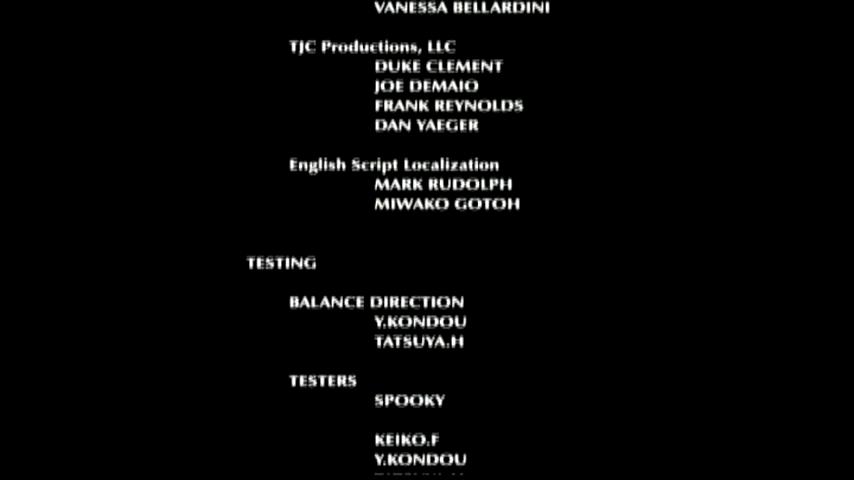 VANESSA BELLARDINI
TJC Productions, LLC
DUKE CLEMENT
JOE DEMAIO
FRANK REYNOLDS
DAN YAEGER
English Script Localization
MARK RUDOLPH
MIWAKO GOTOH
TESTING
BALANCE DIRECTION
Y.KONDOU
TATSUYA.H
TESTERS
SPOOKY
KEIKO.F
Y.KONDOU